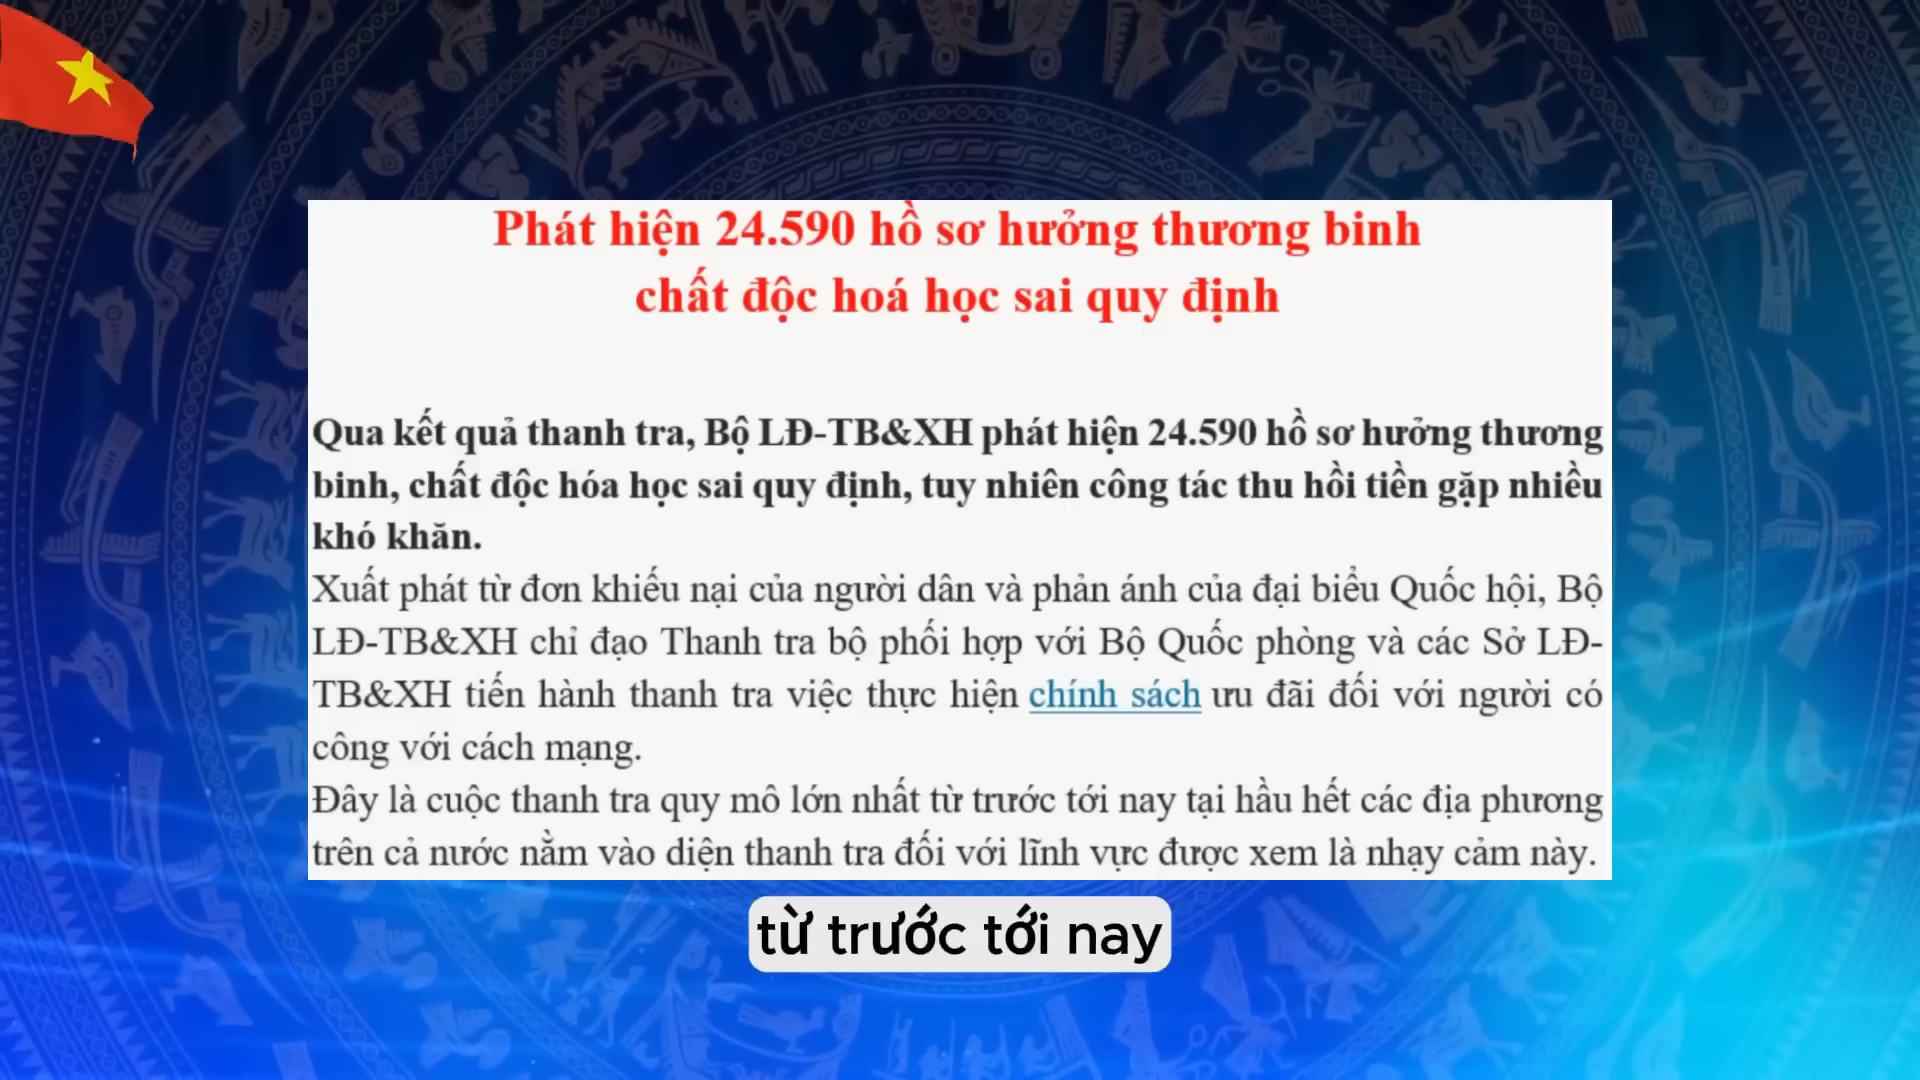 Phát hiện 24.590 hồ sơ hưởng thương binh
chất độc hoá học sai quy định
Qua kết quả thanh tra, Bộ LĐ-TB&XH phát hiện 24.590 hồ sơ hưởng thương
binh, chất độc hóa học sai quy định, tuy nhiên công tác thu hồi tiền gặp nhiều
khó khăn.
Xuất phát từ đơn khiếu nại của người dân và phản ánh của đại biểu Quốc hội, Bộ
LĐ-TB&XH chỉ đạo Thanh tra bộ phối hợp với Bộ Quốc phòng và các Sở LĐ-
TB&XH tiến hành thanh tra việc thực hiện chính sách ưu đãi đối với người có
công với cách mạng.
Đây là cuộc thanh tra quy mô lớn nhất từ trước tới nay tại hầu hết các địa phương
trên cả nước nằm vào diện thanh tra đối với lĩnh vực được xem là nhạy cảm này.
từ trước tới nay